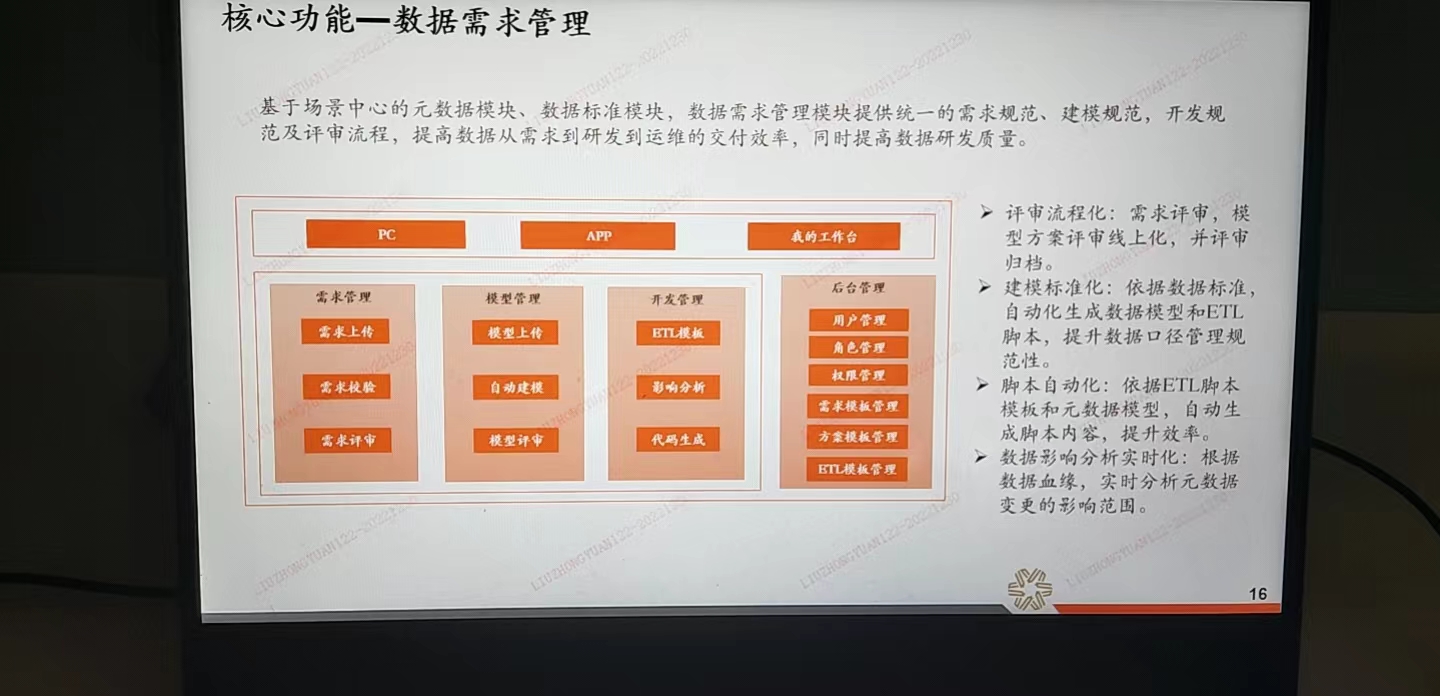 核心功能—数据需求管理
基于场景中心的元数据模块、数据标准模块，数据需求管理模块提供统一的需求规范、建模规范，开发规
范及评审流程，提高数据从需求到研发到运维的交付效率，同时提高数据研发质量。
PC
APP
我的工作台
需求管理
需求上传
需求校验
需求评审
模型管理
模型上传
自动建模
模型评审
开发管理
ETL模板
影响分析
代码生成
后台管理
用户管理
角色管理
权限管理
需求模板管理
方案模板管理
ETL模板管理
➢ 评审流程化：需求评审，模
型方案评审线上化，并评审
归档。
➢ 建模标准化：依据数据标准，
自动化生成数据模型和ETL
脚本，提升数据口径管理规
范性。
➢ 脚本自动化：依据ETL脚本
模板和元数据模型，自动生
成脚本内容，提升效率。
➢ 数据影响分析实时化：根据
数据血缘，实时分析元数据
变更的影响范围。
16
LIUZHONGYUAN122-20221230